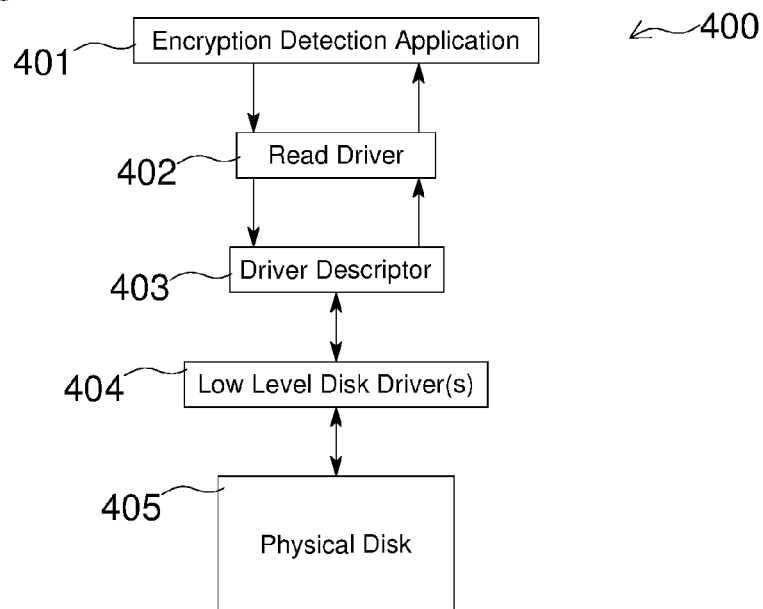 Encryption Detection Application
400
401
Read Driver
402
Driver Descriptor
403
Low Level Disk Driver(s)
404
405
Physical Disk